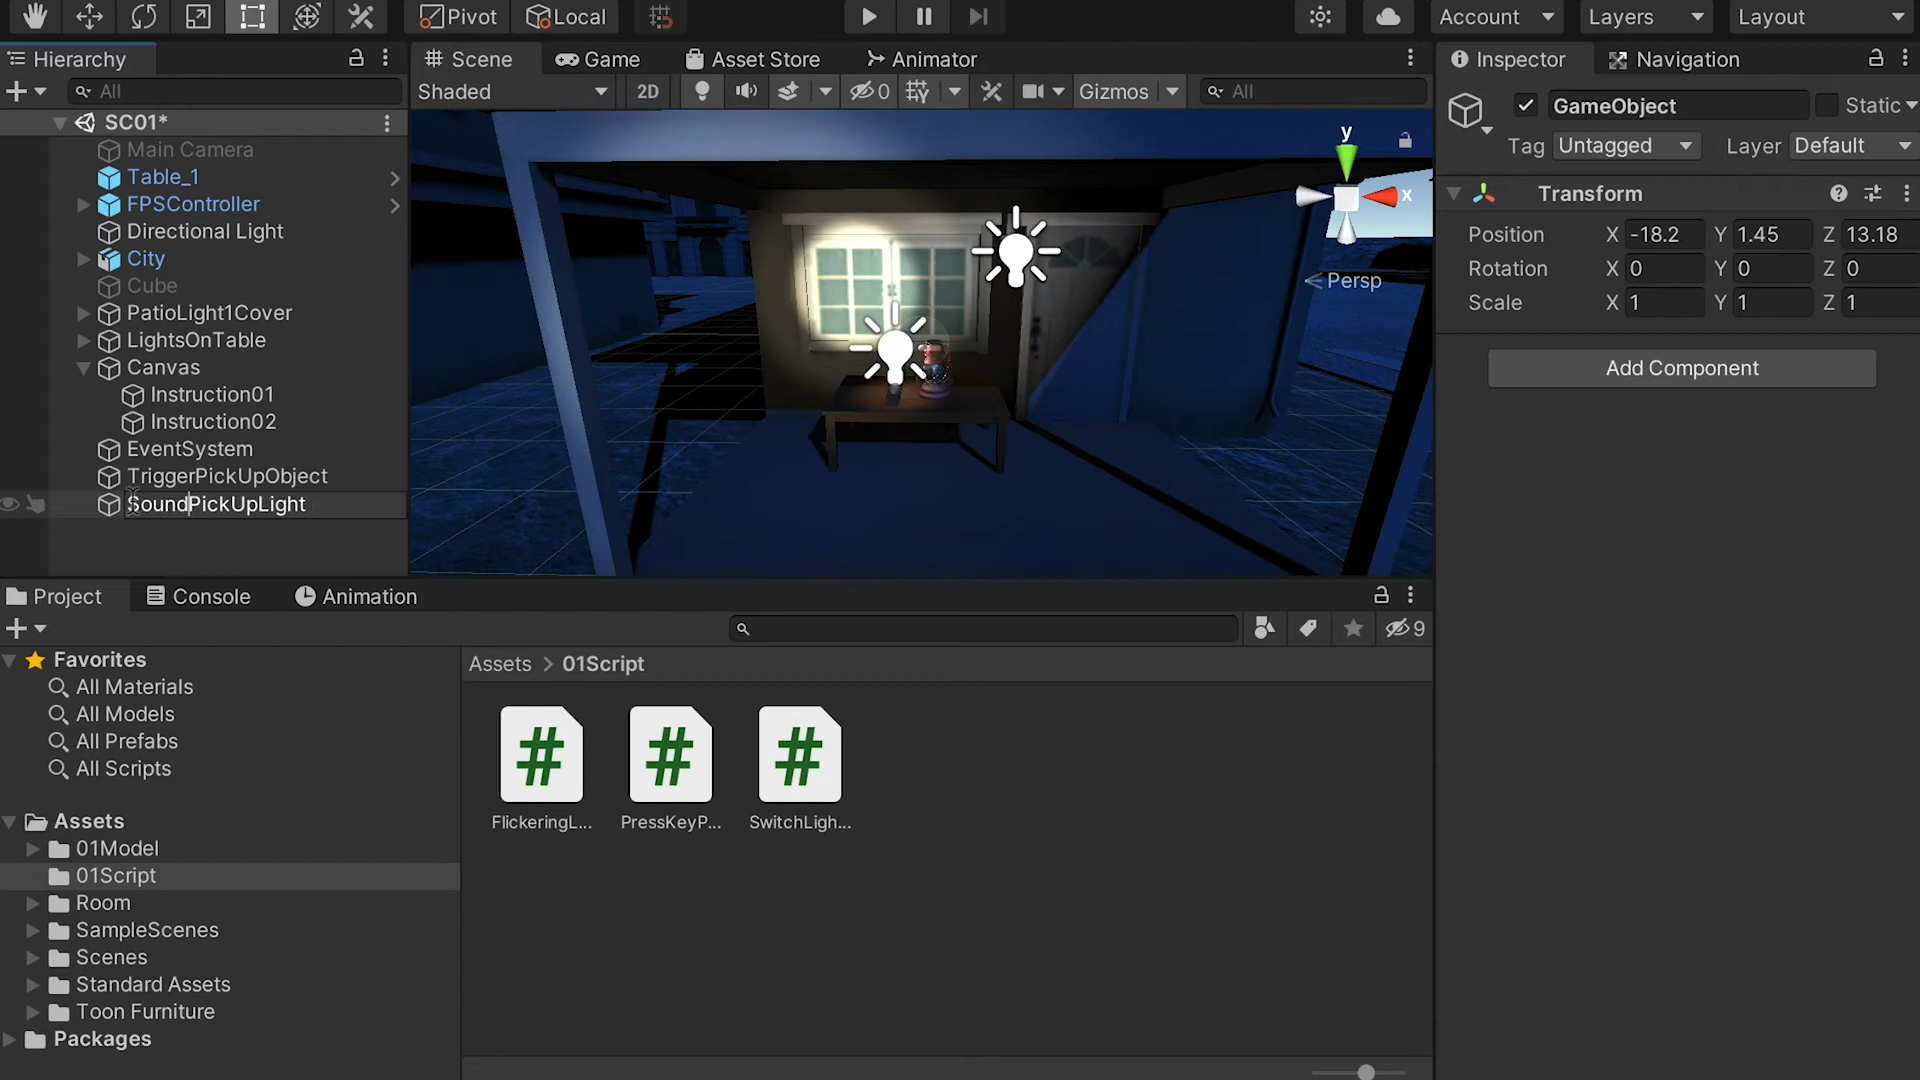 Pivot Local Account Layers Layout
Hierarchy Scene Game Asset Store Animator Inspector Navigation
All Shaded 2D 0 Gizmos All GameObject Static
SC01* Tag Untagged Layer Default
Main Camera
Table_1
FPSController
Directional Light
City
Cube
PatioLight1Cover
LightsOnTable
Canvas
Instruction01
Instruction02
EventSystem
TriggerPickUpObject
SoundPickUpLight
y
x
Persp
Transform
Position X -18.2 Y 1.45 Z 13.18
Rotation X 0 Y 0 Z 0
Scale X 1 Y 1 Z 1
Add Component
Project Console Animation
9
Favorites
All Materials
All Models
All Prefabs
All Scripts
Assets
01Model
01Script
Room
SampleScenes
Scenes
Standard Assets
Toon Furniture
Packages
Assets > 01Script
FlickeringL... PressKeyP... SwitchLigh...